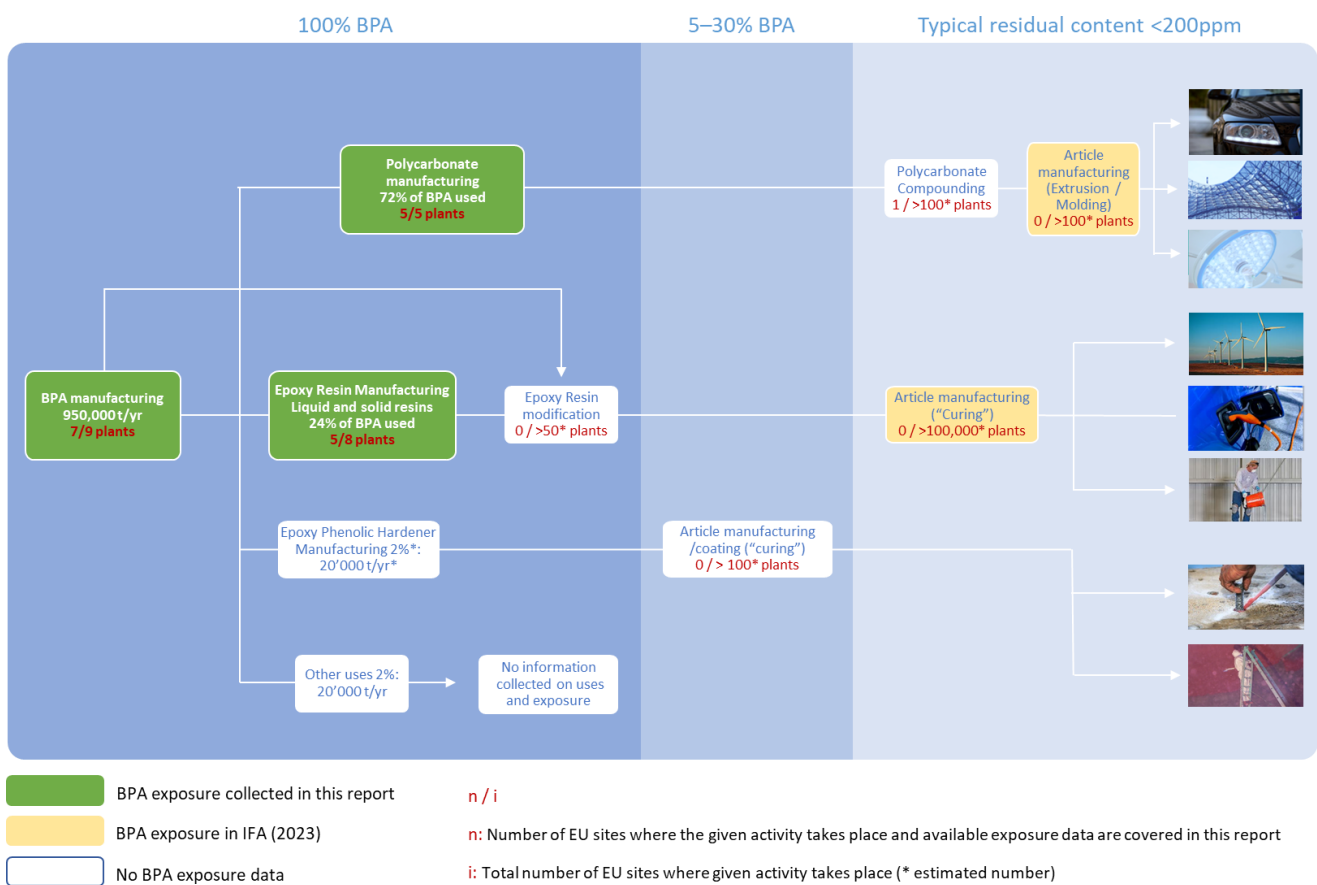 100% BPA
5–30% BPA
Typical residual content <200ppm
Polycarbonate
manufacturing
72% of BPA used
5/5 plants
Polycarbonate
Compounding
1 / >100* plants
Article
manufacturing
(Extrusion /
Molding)
0 / >100* plants
BPA manufacturing
950,000 t/yr
7/9 plants
Epoxy Resin Manufacturing
Liquid and solid resins
24% of BPA used
5/8 plants
Epoxy Resin
modification
0 / >50* plants
Article manufacturing
(“Curing”)
0 / >100,000* plants
Epoxy Phenolic Hardener
Manufacturing 2%*:
20’000 t/yr*
Article manufacturing
/coating (“curing”)
0 / > 100* plants
Other uses 2%:
20’000 t/yr
No information
collected on uses
and exposure
BPA exposure collected in this report
BPA exposure in IFA (2023)
No BPA exposure data
n / i
n: Number of EU sites where the given activity takes place and available exposure data are covered in this report
i: Total number of EU sites where given activity takes place (* estimated number)